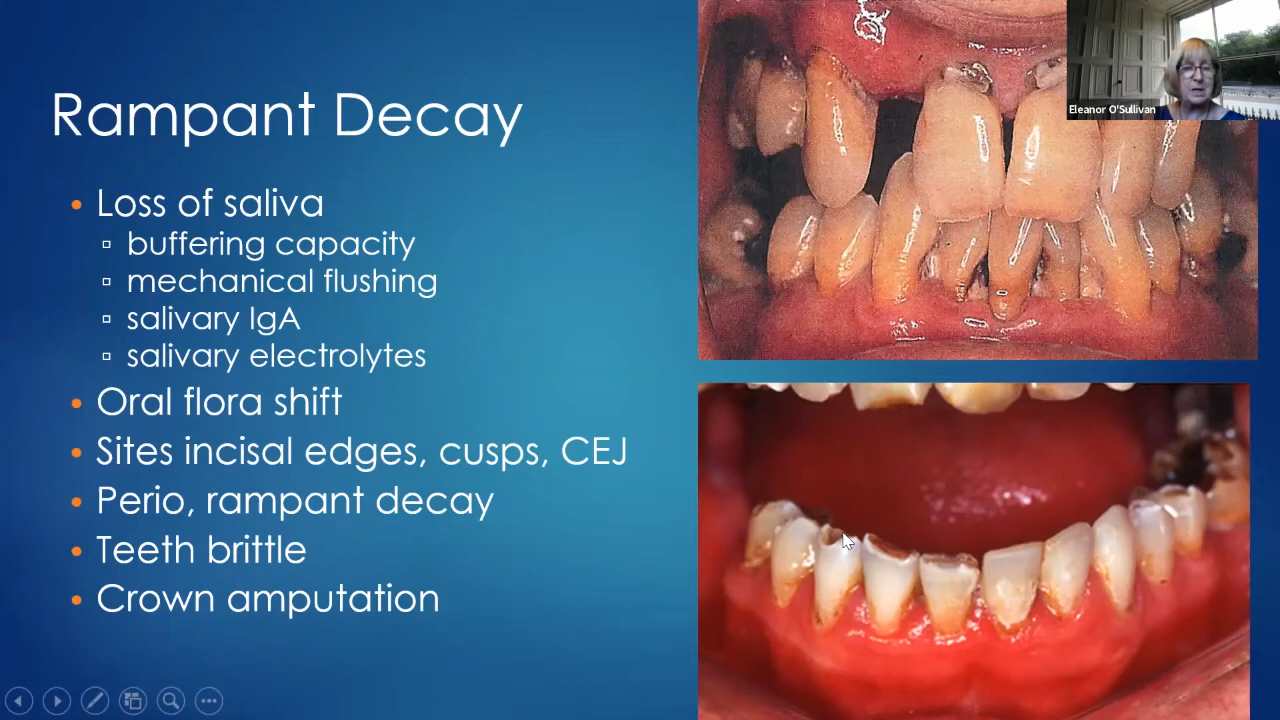 Rampant Decay
Loss of saliva
buffering capacity
mechanical flushing
salivary IgA
salivary electrolytes
Oral flora shift
Sites incisal edges, cusps, CEJ
Perio, rampant decay
Teeth brittle
Crown amputation
Eleanor O'Sullivan